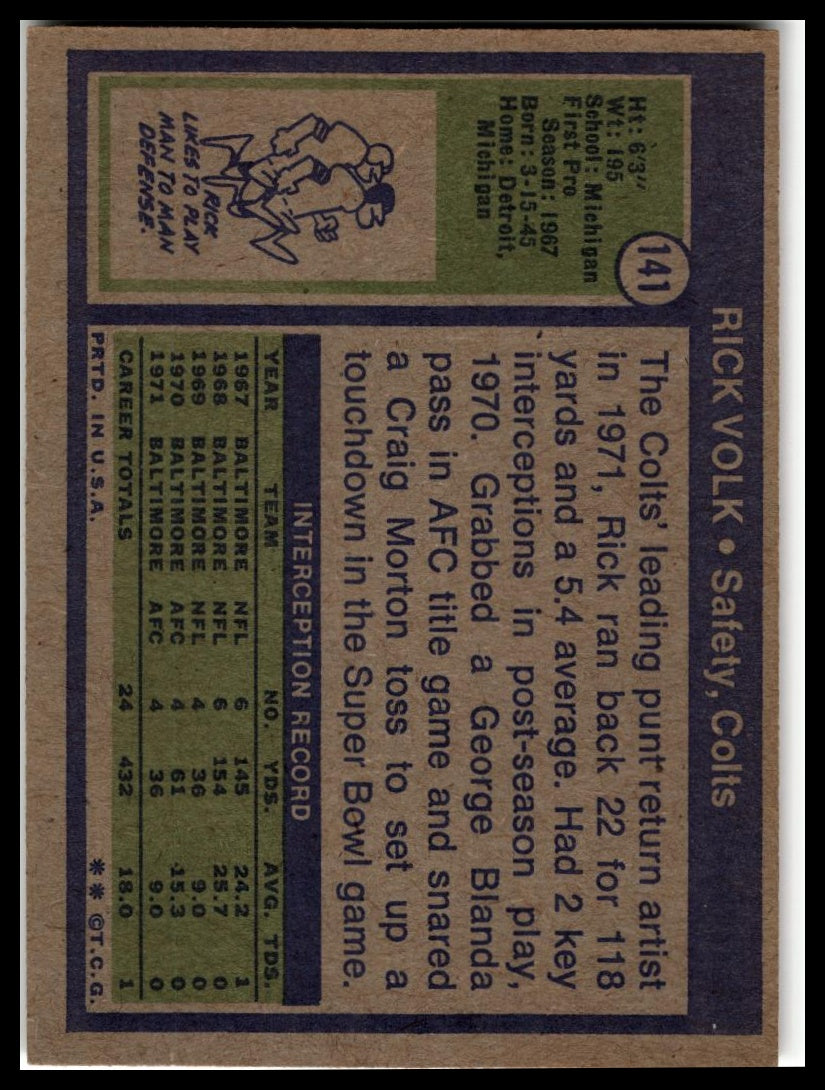 RICK VOLK • Safety, Colts
141
Ht: 6'3"
Wt: 195
School: Michigan
First Pro
Season: 1967
Born: 3-15-45
Home: Detroit,
Michigan
RICK
LIKES TO PLAY
MAN TO MAN
DEFENSE.
The Colts' leading punt return artist
in 1971, Rick ran back 22 for 118
yards and a 5.4 average. Had 2 key
interceptions in post-season play,
1970. Grabbed a George Blanda
pass in AFC title game and snared
a Craig Morton toss to set up a
touchdown in the Super Bowl game.
INTERCEPTION RECORD
YEAR TEAM NO. YDS. AVG. TDS.
1967 BALTIMORE NFL 6 145 24.2 1
1968 BALTIMORE NFL 6 154 25.7 0
1969 BALTIMORE NFL 4 36 9.0 0
1970 BALTIMORE AFC 4 61 15.3 0
1971 BALTIMORE AFC 4 36 9.0 0
CAREER TOTALS 24 432 18.0 1
PRTD. IN U.S.A. ** ©T.C.G.